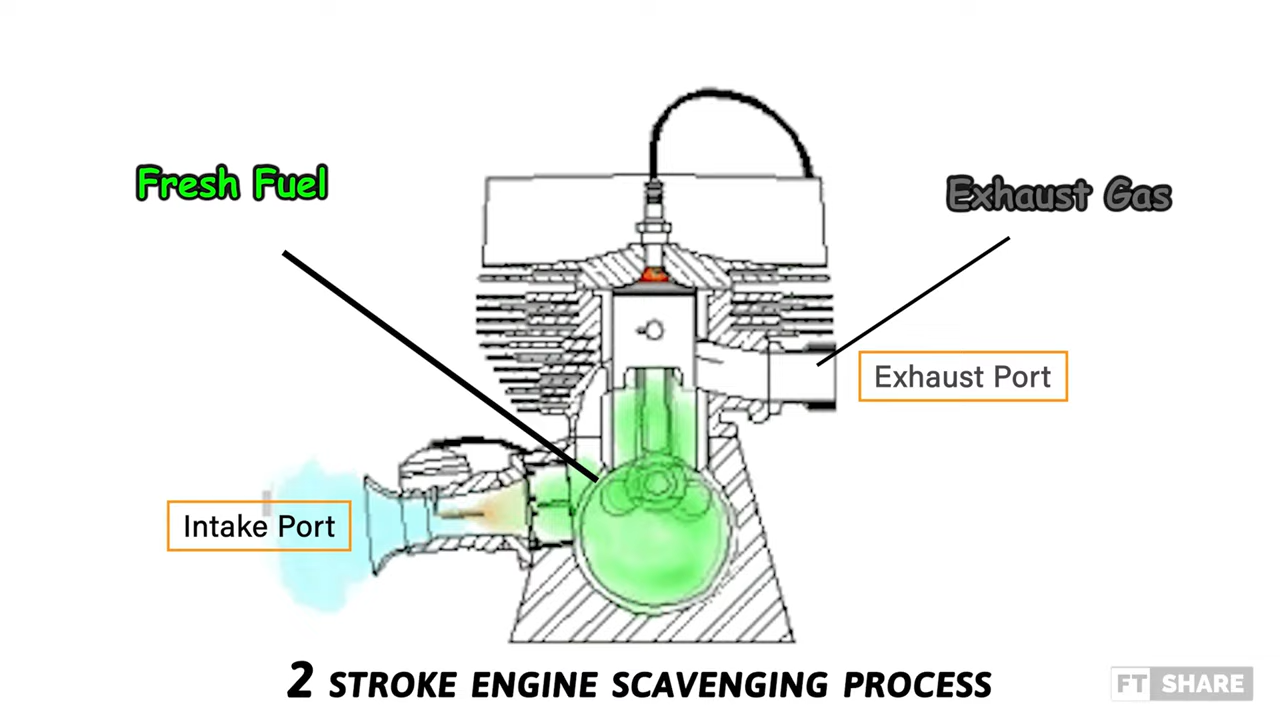 Fresh Fuel
Exhaust Gas
Exhaust Port
Intake Port
2 STROKE ENGINE SCAVENGING PROCESS
FT SHARE